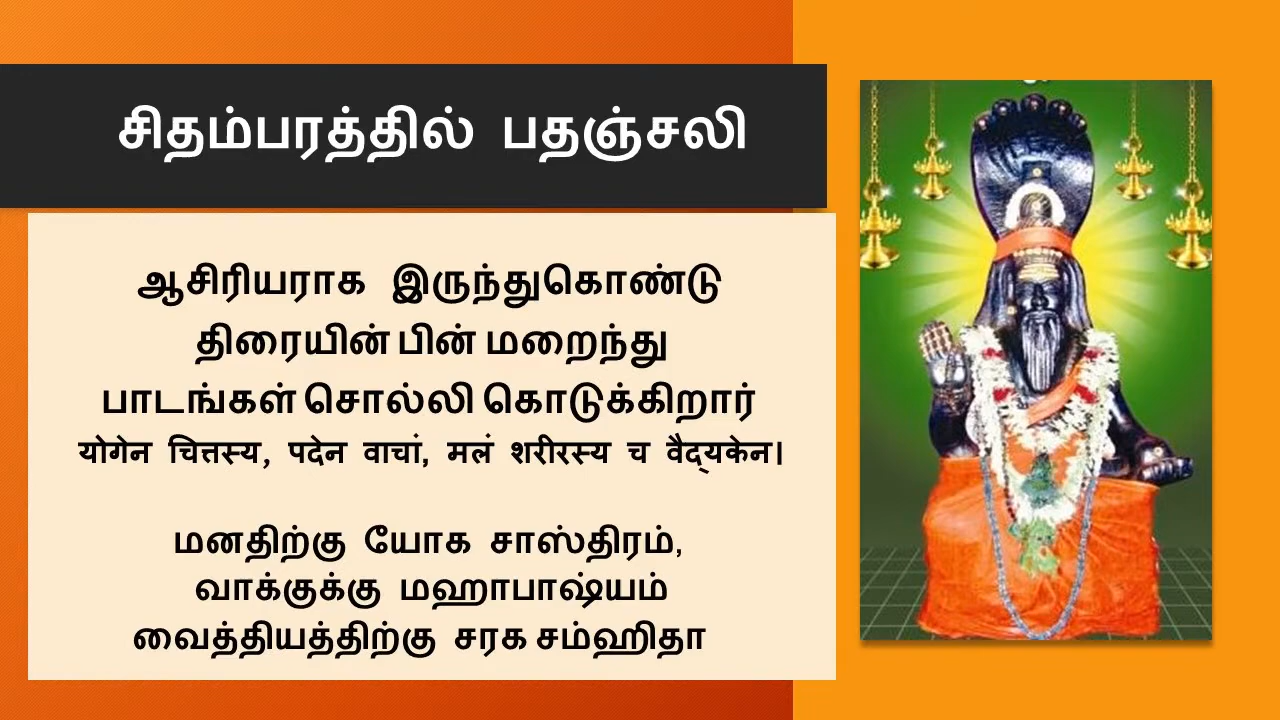 சிதம்பரத்தில் பதஞ்சலி
ஆசிரியராக இருந்துகொண்டு
திரையின் பின் மறைந்து
பாடங்கள் சொல்லி கொடுக்கிறார்
योगेन चित्तस्य, पदेन वाचां, मलं शरीरस्य च वैद्‌यकेन।
மனதிற்கு யோக சாஸ்திரம்,
வாக்குக்கு மஹாபாஷ்யம்
வைத்தியத்திற்கு சரக சம்ஹிதா